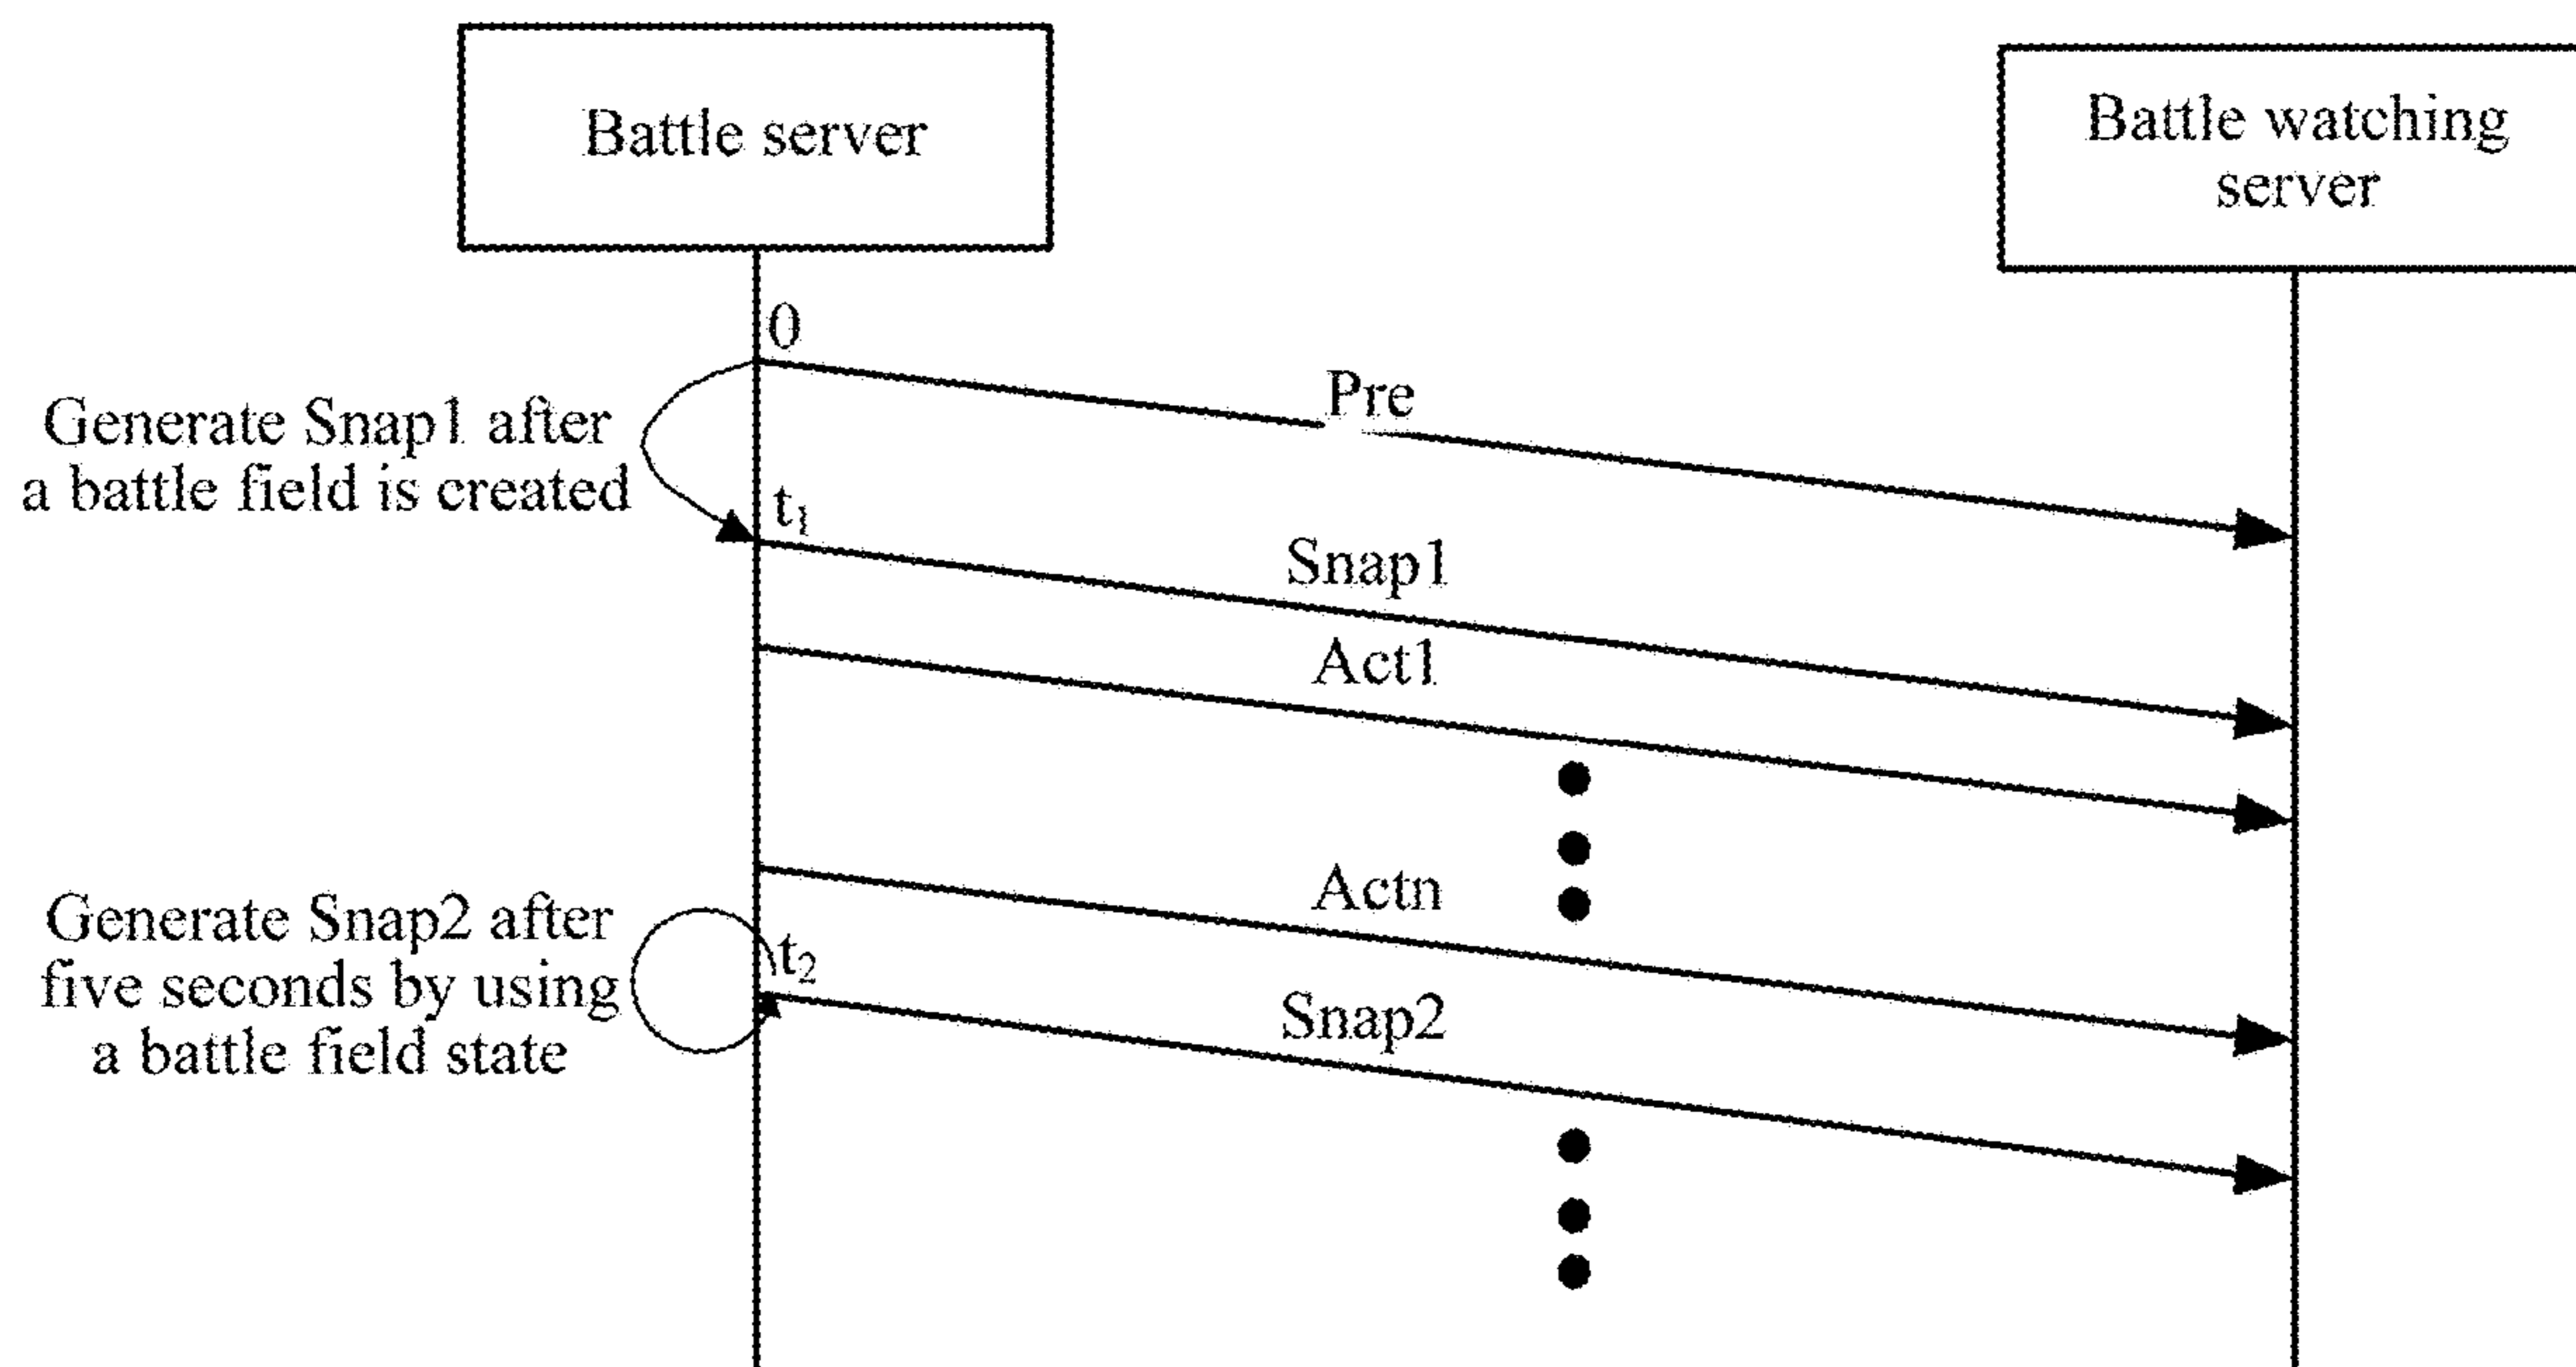 Battle server
Battle watching
server
0
Pre
Generate Snap1 after
a battle field is created
t₁
Snap1
Act1
Actn
Generate Snap2 after
five seconds by using
a battle field state
t₂
Snap2